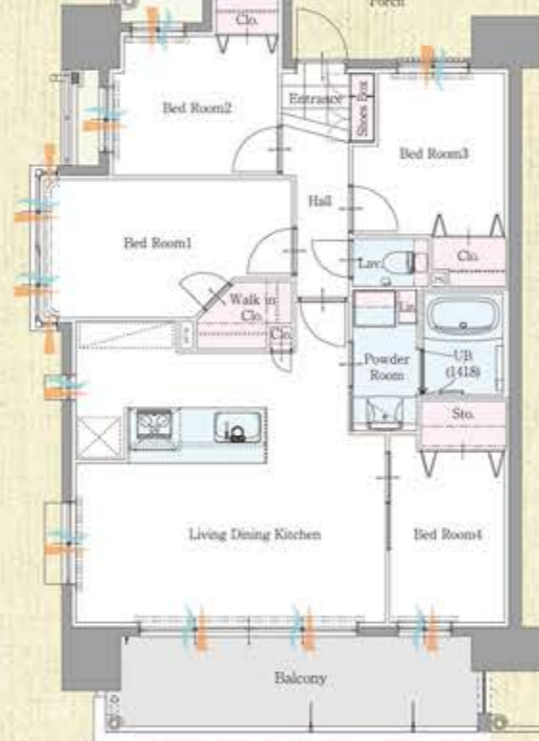 Porch
Clo.
Bed Room2
Entrance
Shoes Box
Bed Room3
Hall
Bed Room1
Lav.
Clo.
Walk in
Clo.
Clo.
Lin.
Powder
Room
UB
(1418)
Sto.
Living Dining Kitchen
Bed Room4
Balcony